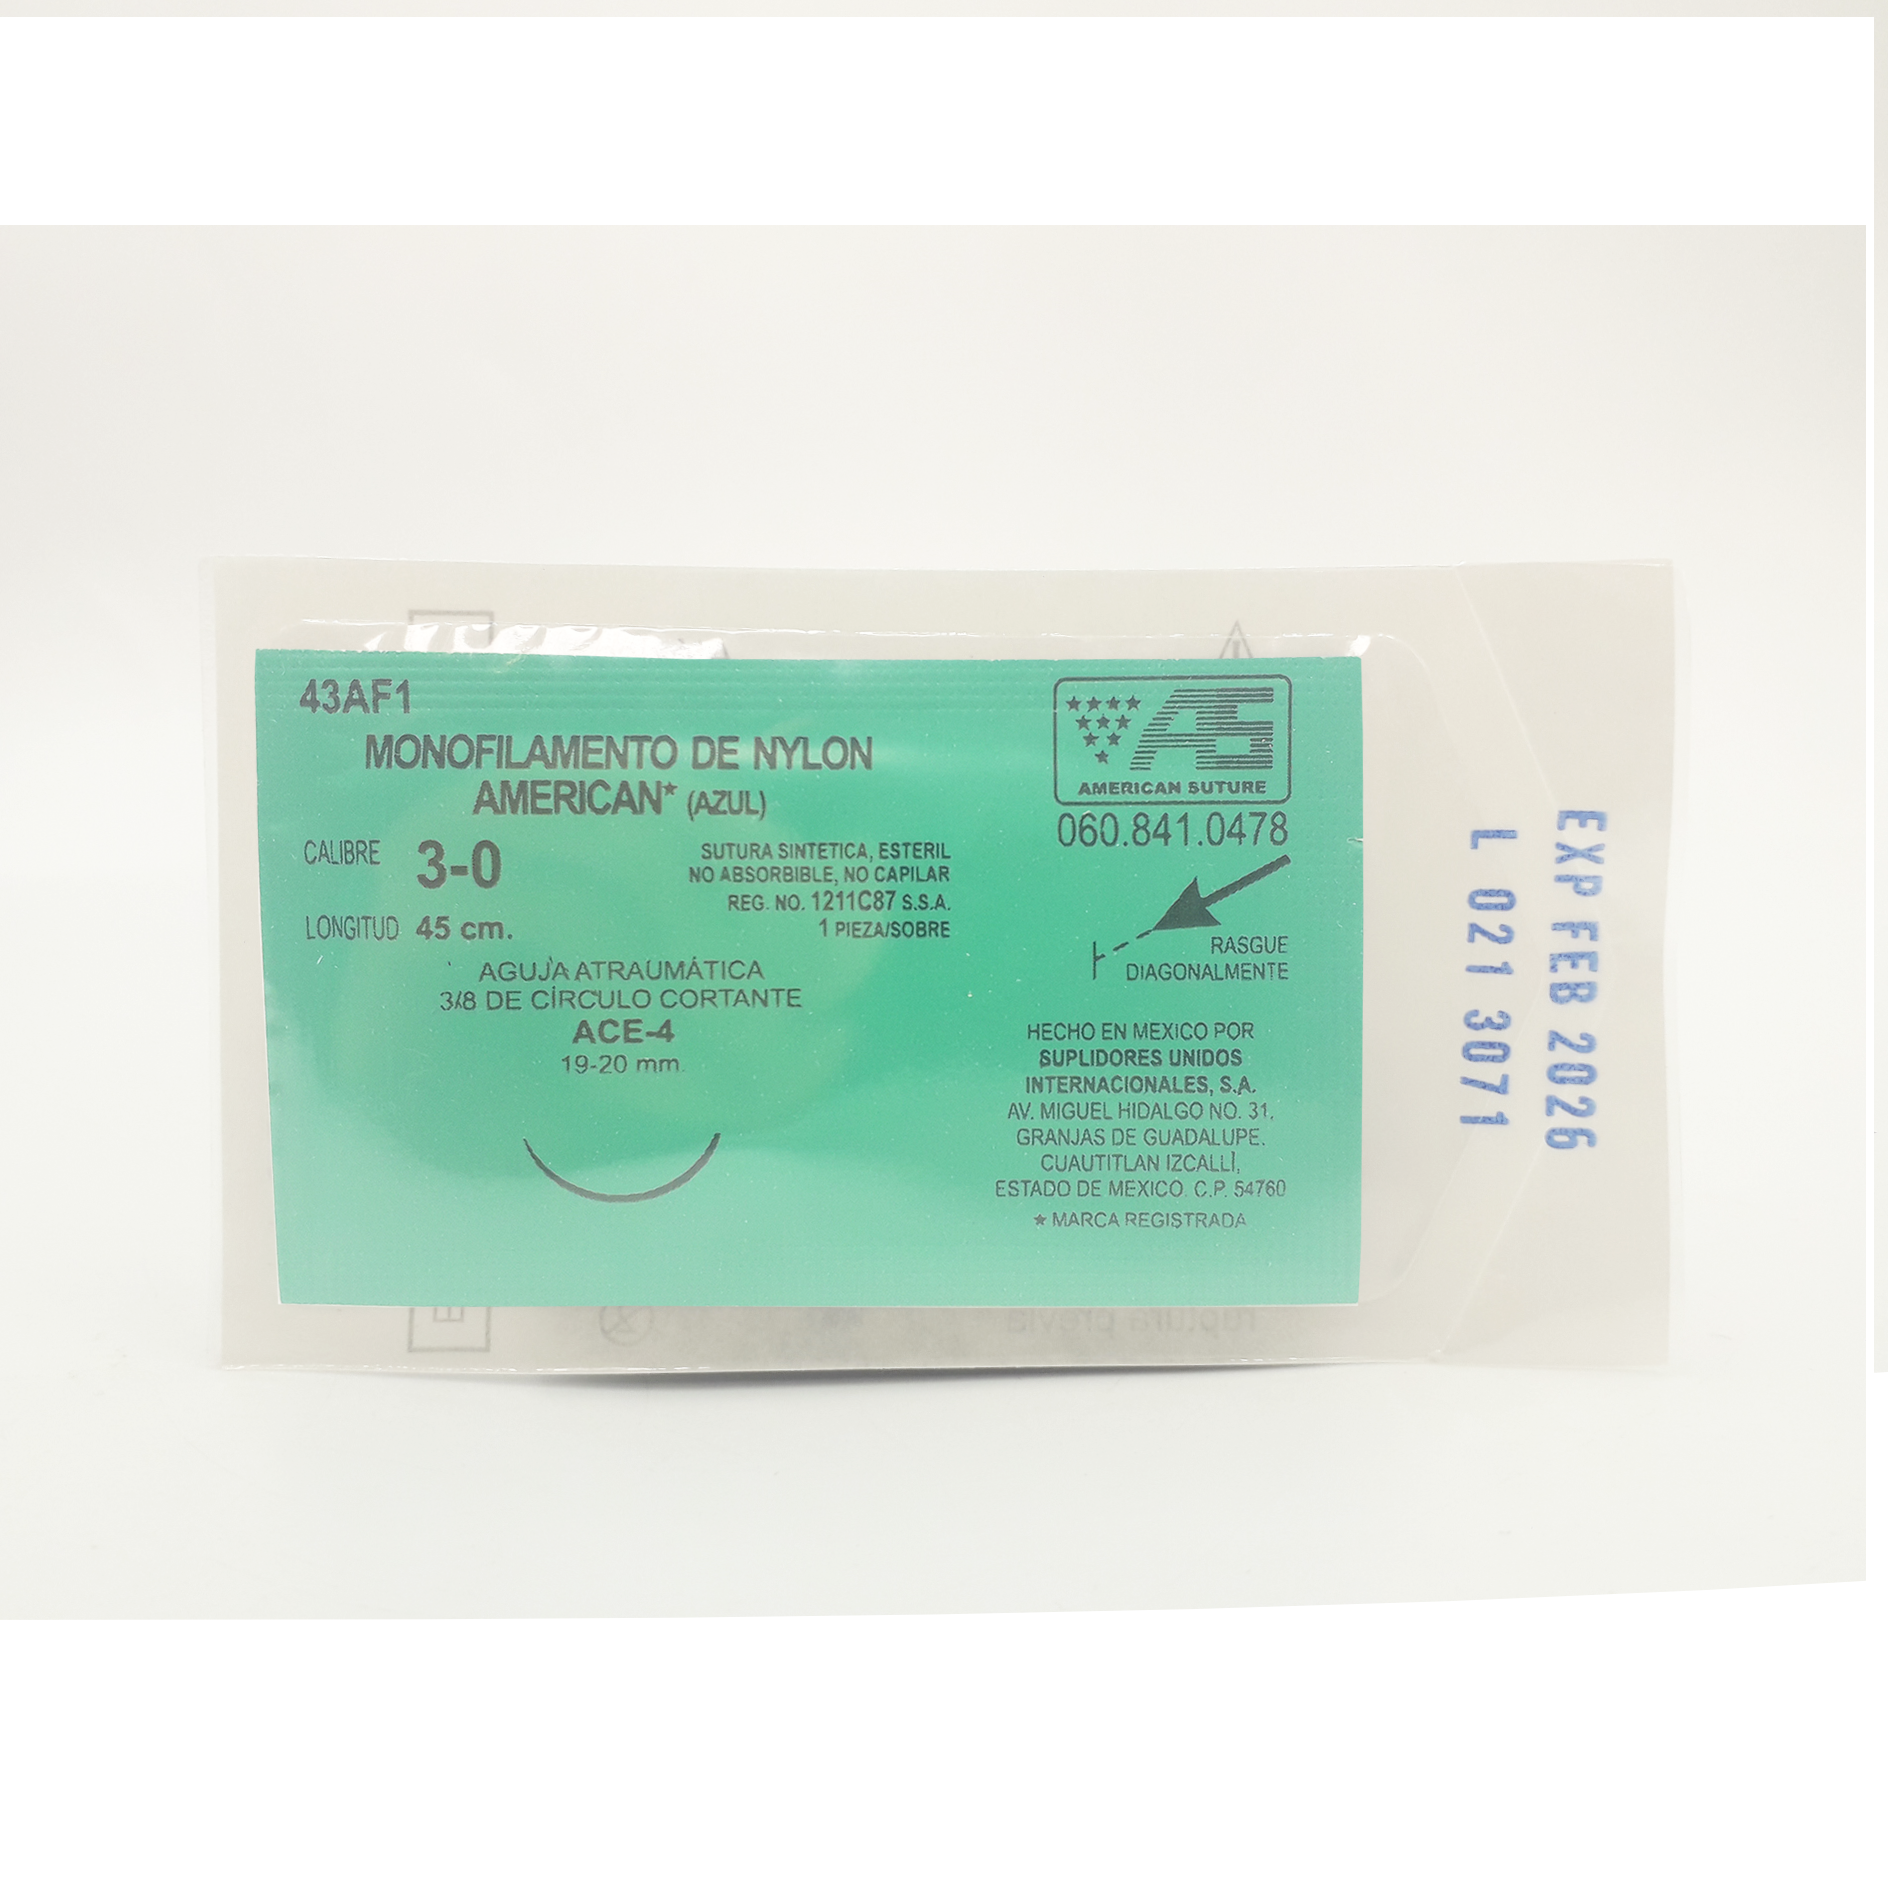 43AF1
MONOFILAMENTO DE NYLON
AMERICAN* (AZUL)
CALIBRE 3-0
LONGITUD 45 cm.
SUTURA SINTETICA, ESTERIL
NO ABSORBIBLE, NO CAPILAR
REG. NO. 1211C87 S.S.A.
1 PIEZA/SOBRE
AGUJA ATRAUMÁTICA
3/8 DE CÍRCULO CORTANTE
ACE-4
19-20 mm.
AS
AMERICAN SUTURE
060.841.0478
RASGUE
DIAGONALMENTE
HECHO EN MEXICO POR
SUPLIDORES UNIDOS
INTERNACIONALES, S.A.
AV. MIGUEL HIDALGO NO. 31,
GRANJAS DE GUADALUPE.
CUAUTITLAN IZCALLI,
ESTADO DE MEXICO. C.P. 54760
* MARCA REGISTRADA
EXP FEB 2026
L 021 3071
ruptura previa